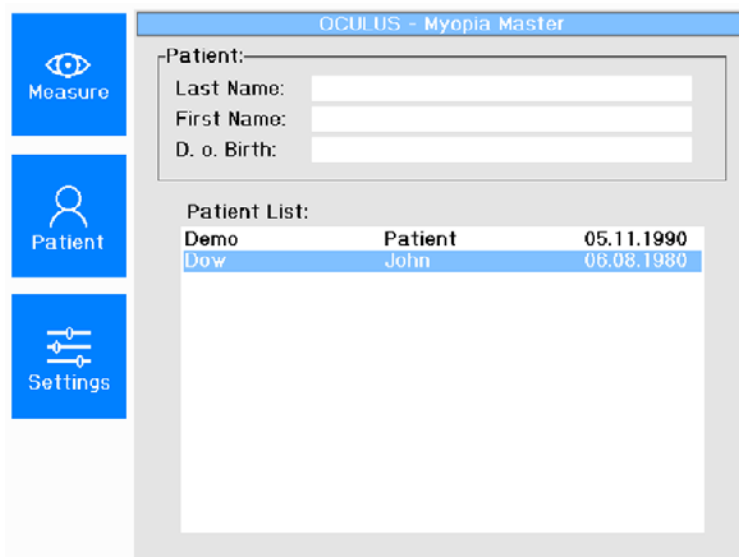 OCULUS - Myopia Master
Measure
Patient
Settings
Patient:
Last Name:
First Name:
D. o. Birth:
Patient List:
Demo Patient 05.11.1990
Dow John 06.08.1980